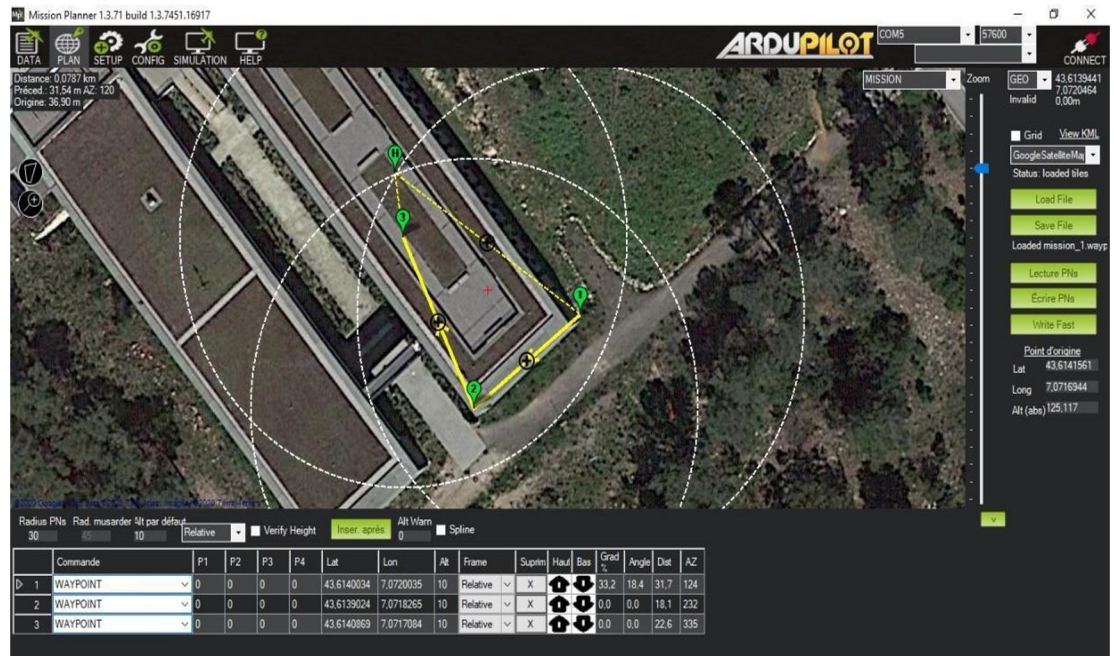 Mission Planner 1.3.71 build 1.3.7451.16917
DATA PLAN SETUP CONFIG SIMULATION HELP
ARDUPILOT
COM5 57600
CONNECT
Distance: 0,0787 km
Précéd.: 31,54 m AZ: 120
Origine: 36,90 m
MISSION
Zoom
GEO 43,6139441
7,0720464
Invalid 0,00m
Grid View KML
GoogleSatelliteMap
Status: loaded tiles
Load File
Save File
Loaded mission_1.wayp
Lecture PNs
Écrire PNs
Write Fast
Point d'origine
Lat 43,6141561
Long 7,0716944
Alt (abs) 125,117
H
3
1
2
Radius PNs Rad. musarder Alt par défaut
30 45 10 Relative Verify Height Inser. après Alt Warn 0 Spline
v
Commande P1 P2 P3 P4 Lat Lon Alt Frame Suprim Haut Bas Grad % Angle Dist AZ
1 WAYPOINT 0 0 0 0 43,6140034 7,0720035 10 Relative X 33,2 18,4 31,7 124
2 WAYPOINT 0 0 0 0 43,6139024 7,0718265 10 Relative X 0,0 0,0 18,1 232
3 WAYPOINT 0 0 0 0 43,6140869 7,0717084 10 Relative X 0,0 0,0 22,6 335